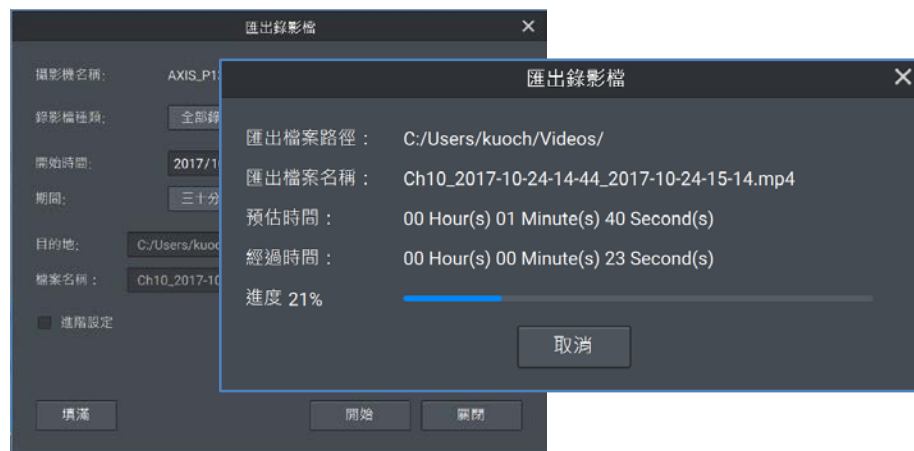 匯出錄影檔
攝影機名稱: AXIS_P13
錄影檔種類: 全部錄
開始時間: 2017/10
期間: 三十分
目的地: C:/Users/kuoc
檔案名稱： Ch10_2017-10
進階設定
填滿 開始 關閉
匯出錄影檔
匯出檔案路徑： C:/Users/kuoch/Videos/
匯出檔案名稱： Ch10_2017-10-24-14-44_2017-10-24-15-14.mp4
預估時間： 00 Hour(s) 01 Minute(s) 40 Second(s)
經過時間： 00 Hour(s) 00 Minute(s) 23 Second(s)
進度 21%
取消